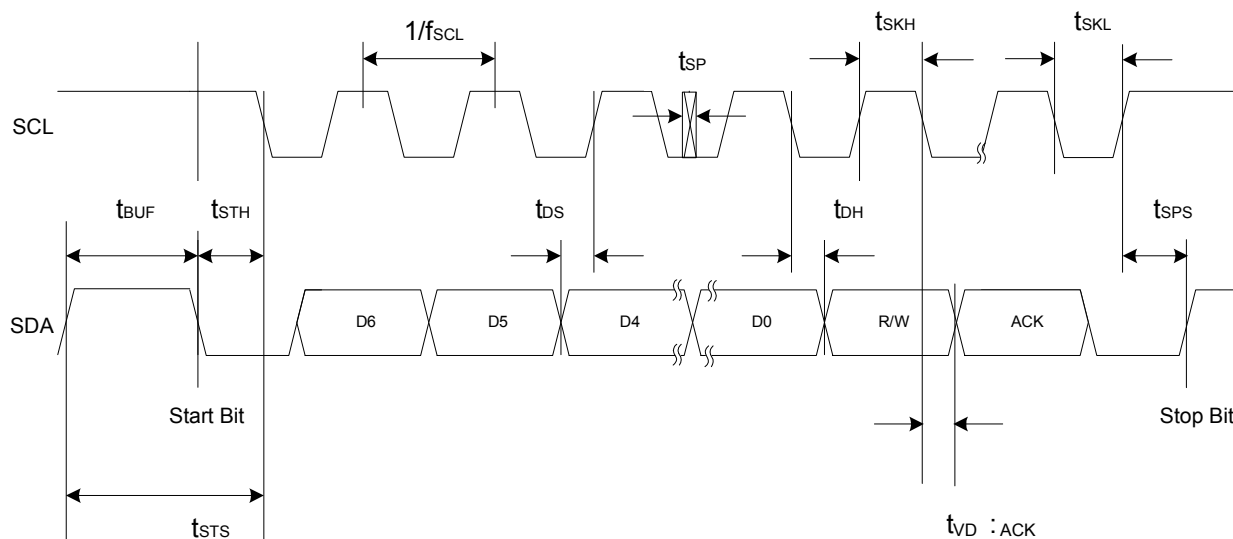 1/fSCL
tSKH
tSKL
tSP
SCL
tBUF
tSTH
tDS
tDH
tSPS
SDA
D6
D5
D4
D0
R/W
ACK
Start Bit
Stop Bit
tSTS
tVD :ACK